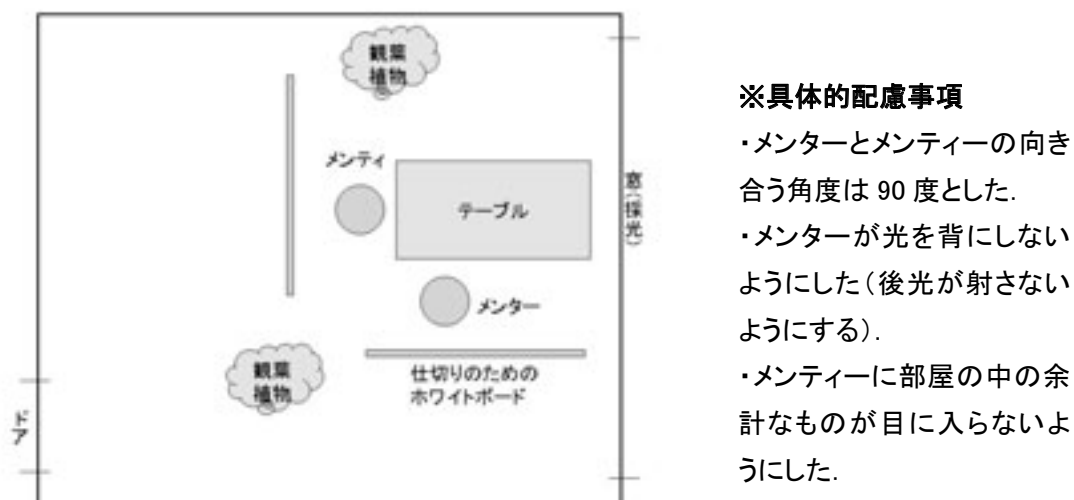 観葉
植物
メンティ
テーブル
窓(採光)
メンター
仕切りのための
ホワイトボード
観葉
植物
ドア
※具体的配慮事項
・メンターとメンティーの向き
合う角度は 90 度とした.
・メンターが光を背にしない
ようにした(後光が射さない
ようにする).
・メンティーに部屋の中の余
計なものが目に入らないよ
うにした.